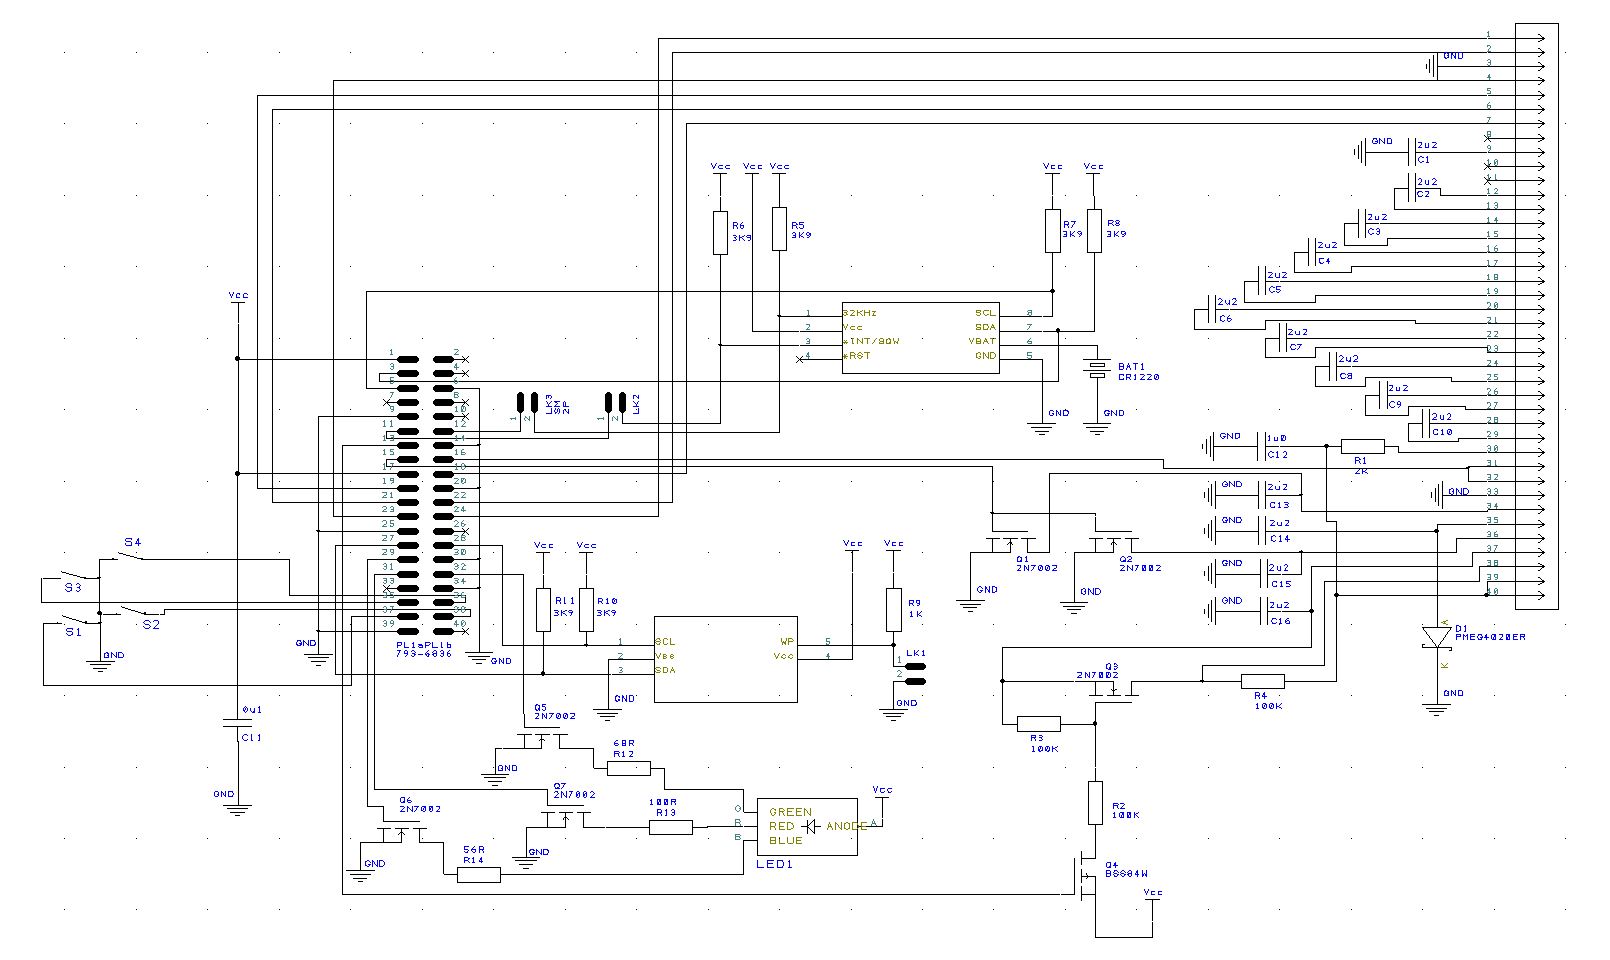 1
2
GND
3
4
5
6
7
8
GND
2u2
9
C1
10
11
2u2
C2
12
13
2u2
C3
14
15
2u2
C4
16
17
2u2
C5
18
19
2u2
C6
20
21
2u2
C7
22
23
2u2
C8
24
25
2u2
C9
26
27
2u2
C10
28
29
GND
1u0
C12
R1
2K
30
31
32
GND
2u2
C13
GND
33
34
GND
2u2
C14
35
36
37
GND
2u2
C15
38
39
GND
2u2
C16
40
Vcc
Vcc
Vcc
Vcc
Vcc
R6
3K9
R5
3K9
R7
3K9
R8
3K9
1
32KHz
SCL
8
2
Vcc
SDA
7
3
*INT/SQW
VBAT
6
4
*RST
GND
5
BAT1
CR1220
GND
GND
Vcc
1
2
3
4
5
6
7
8
9
10
11
12
13
14
15
16
17
18
19
20
21
22
23
24
25
26
27
28
29
30
31
32
33
34
35
36
37
38
39
40
PL1aPL1b
793-6836
GND
GND
LK3
SM
2P
1
2
LK2
1
2
S4
S3
S2
S1
GND
0u1
C11
GND
Vcc
Vcc
R11
3K9
R10
3K9
Vcc
Vcc
R9
1K
1
SCL
WP
5
2
Vss
Vcc
4
3
SDA
GND
LK1
1
2
GND
Q1
2N7002
Q2
2N7002
GND
GND
Q3
2N7002
R3
100K
R4
100K
D1
PMEG4020ER
A
K
GND
R2
100K
Q4
BSS84W
Vcc
Q5
2N7002
GND
68R
R12
Q7
2N7002
GND
100R
R13
Q6
2N7002
GND
56R
R14
G
GREEN
R
RED
ANODE
A
B
BLUE
LED1
Vcc